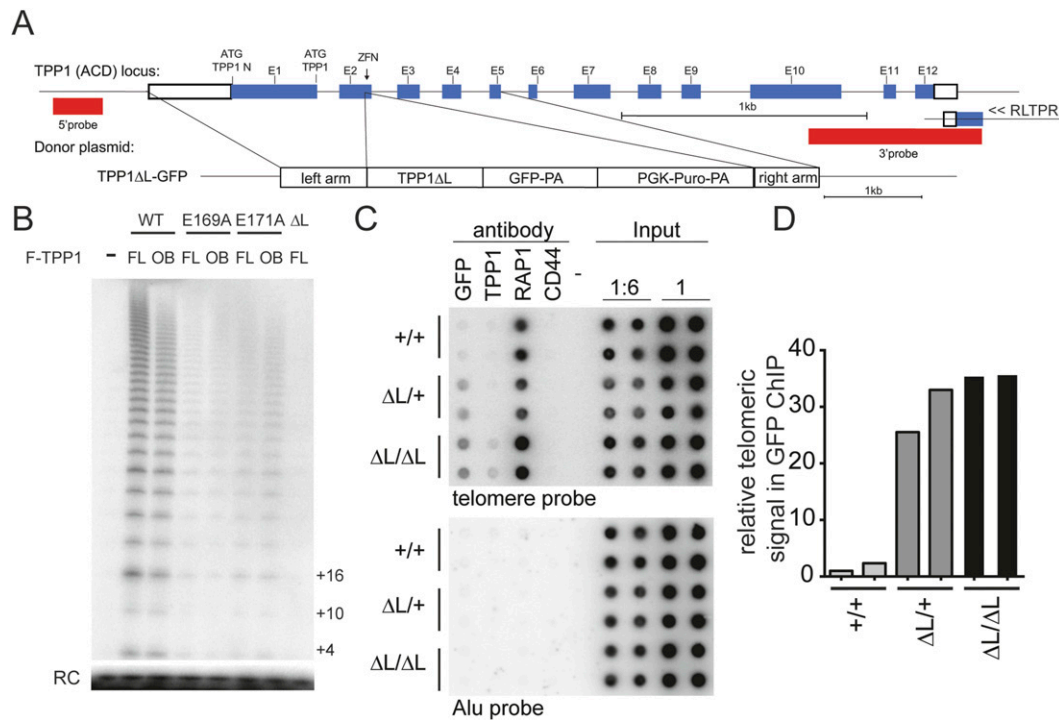 A
ATG ATG ZFN
TPP1 (ACD) locus: TPP1 N E1 TPP1 E2 E3 E4 E5 E6 E7 E8 E9 E10 E11 E12
1kb
<< RLTPR
5'probe
3'probe
Donor plasmid:
TPP1ΔL-GFP left arm TPP1ΔL GFP-PA PGK-Puro-PA right arm
1kb
B
WT E169A E171A ΔL
F-TPP1 - FL OB FL OB FL OB FL
+16
+10
+4
RC
C
antibody Input
GFP TPP1 RAP1 CD44 - 1:6 1
+/+
ΔL/+
ΔL/ΔL
telomere probe
+/+
ΔL/+
ΔL/ΔL
Alu probe
D
relative telomeric
signal in GFP ChIP
40
30
20
10
0
+/+ ΔL/+ ΔL/ΔL